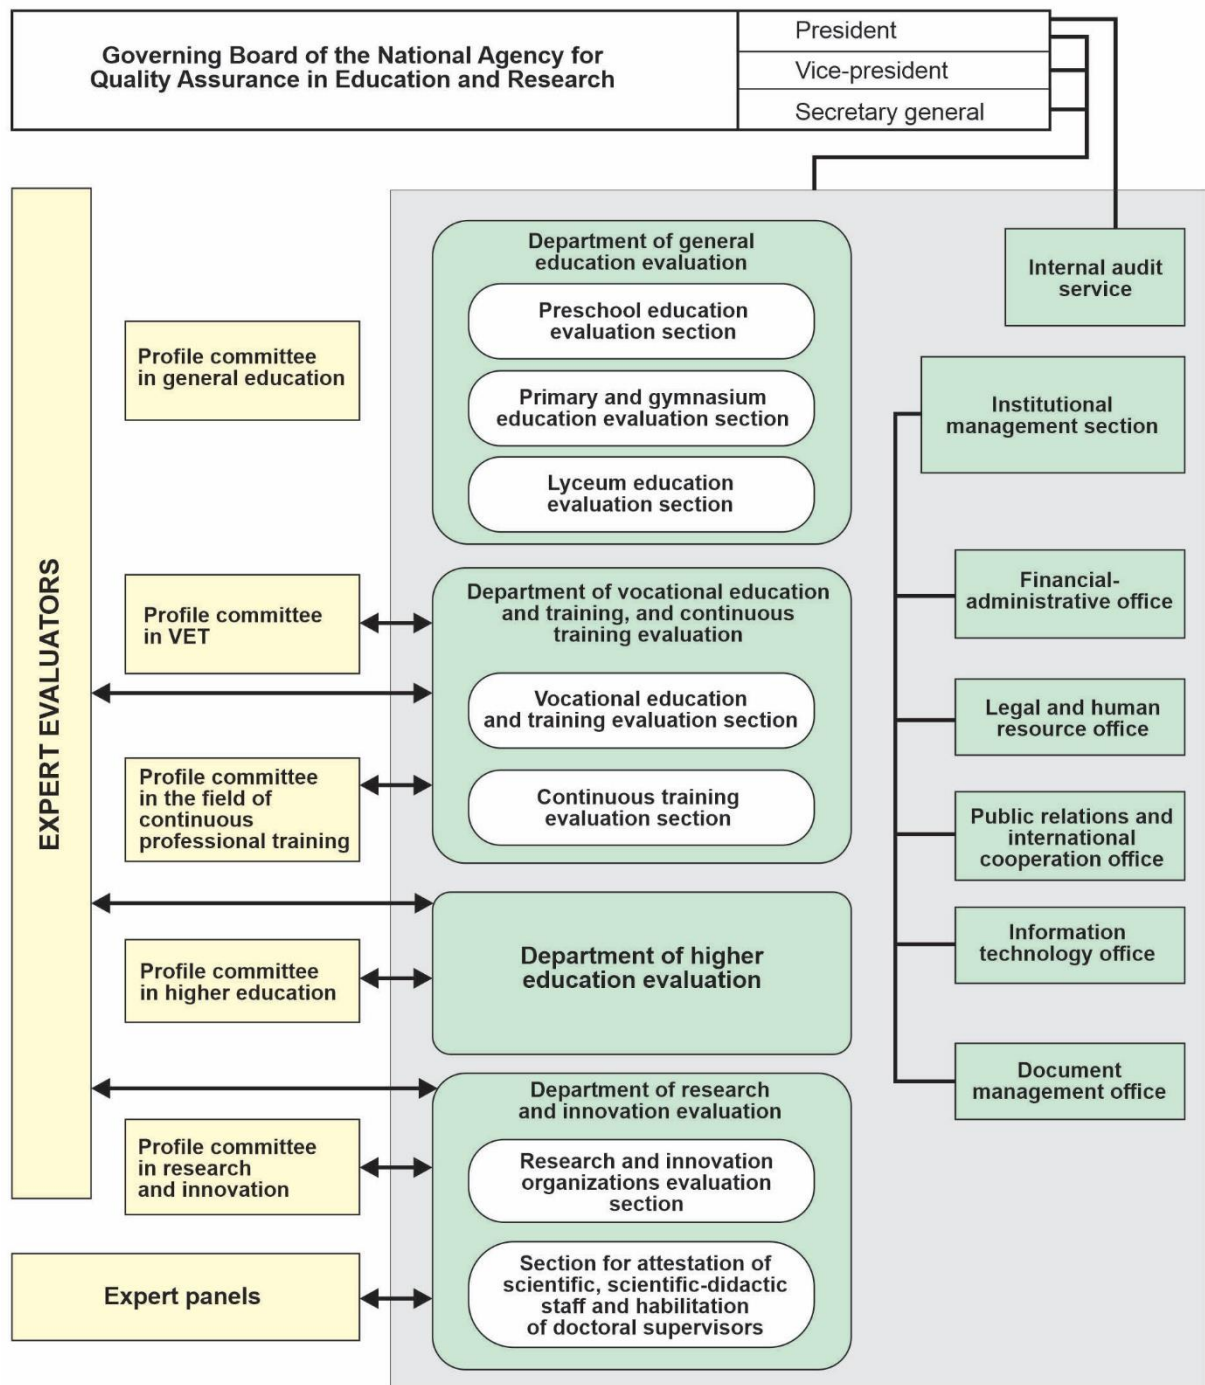 Governing Board of the National Agency for
Quality Assurance in Education and Research
President
Vice-president
Secretary general
EXPERT EVALUATORS
Profile committee
in general education
Profile committee
in VET
Profile committee
in the field of
continuous
professional training
Profile committee
in higher education
Profile committee
in research
and innovation
Expert panels
Department of general
education evaluation
Preschool education
evaluation section
Primary and gymnasium
education evaluation section
Lyceum education
evaluation section
Department of vocational education
and training, and continuous
training evaluation
Vocational education
and training evaluation section
Continuous training
evaluation section
Department of higher
education evaluation
Department of research
and innovation evaluation
Research and innovation
organizations evaluation
section
Section for attestation of
scientific, scientific-didactic
staff and habilitation
of doctoral supervisors
Internal audit
service
Institutional
management section
Financial-
administrative office
Legal and human
resource office
Public relations and
international
cooperation office
Information
technology office
Document
management office